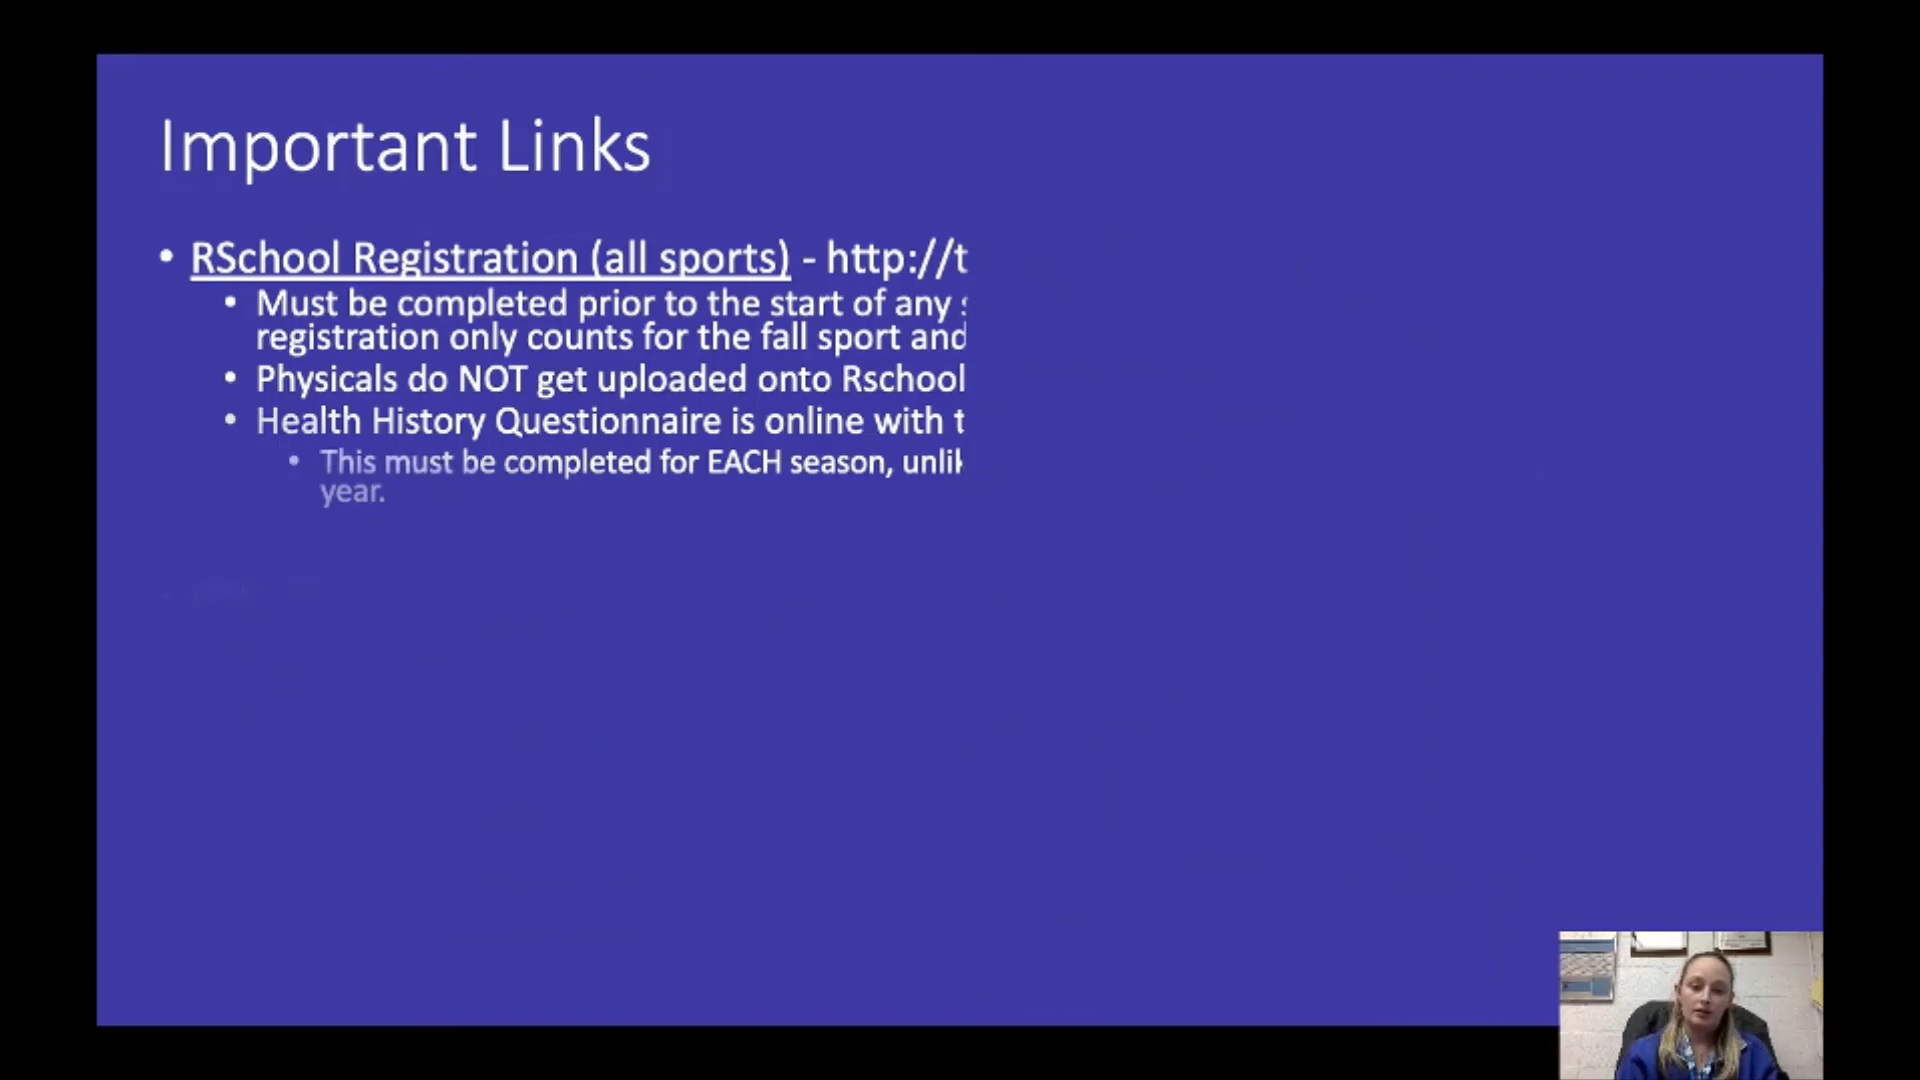 Important Links
• RSchool Registration (all sports) - http://t
• Must be completed prior to the start of any
registration only counts for the fall sport and
• Physicals do NOT get uploaded onto Rschool
• Health History Questionnaire is online with t
• This must be completed for EACH season,
year.